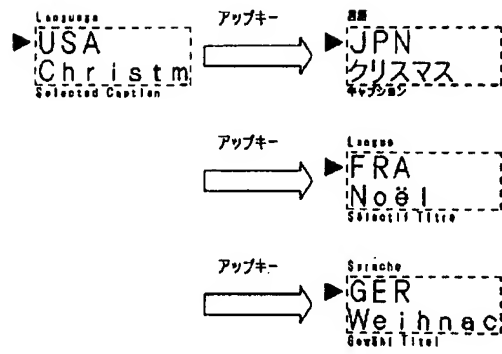 Language
▶USA
Christm
Selected Caption
アップキー
言語
▶JPN
クリスマス
キャプション
アップキー
Langue
▶FRA
Noël
Sélectif Titre
アップキー
Sprache
▶GER
Weihnac
Gewähl Titel